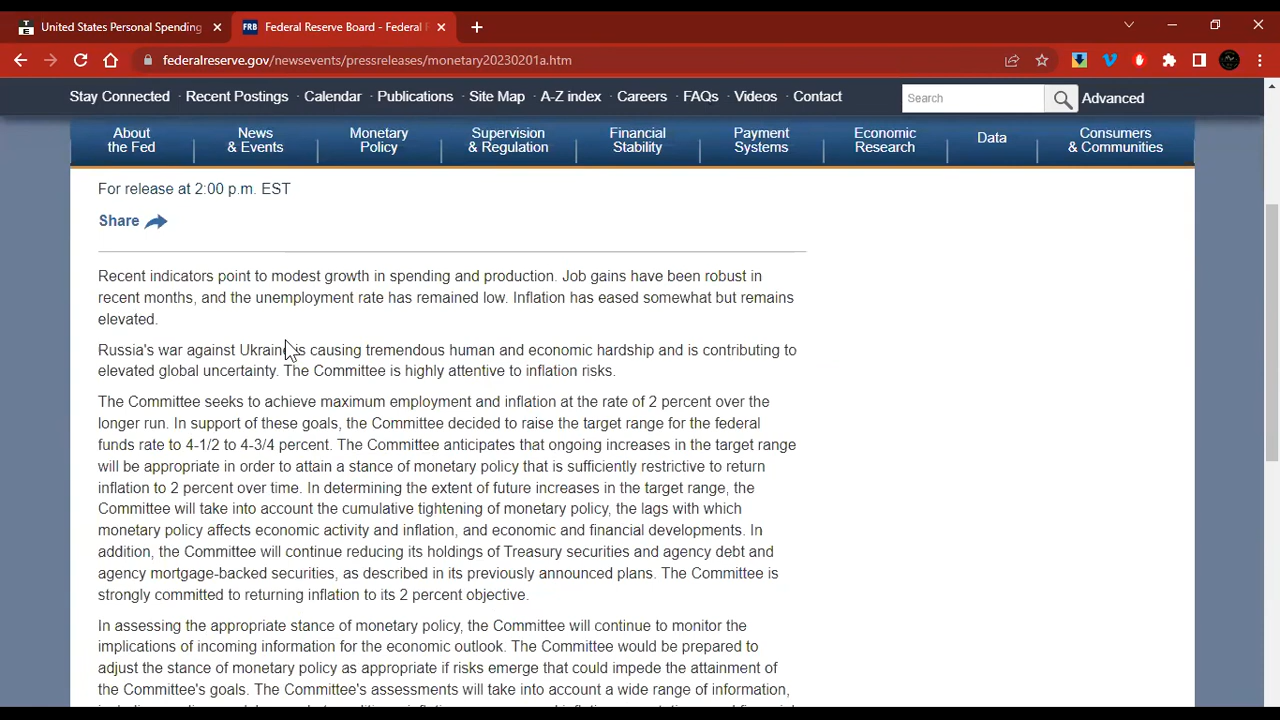 United States Personal Spending
FRB Federal Reserve Board - Federal R
federalreserve.gov/newsevents/pressreleases/monetary20230201a.htm
Stay Connected · Recent Postings · Calendar · Publications · Site Map · A-Z index · Careers · FAQs · Videos · Contact Search Advanced
About the Fed
News & Events
Monetary Policy
Supervision & Regulation
Financial Stability
Payment Systems
Economic Research
Data
Consumers & Communities
For release at 2:00 p.m. EST
Share
Recent indicators point to modest growth in spending and production. Job gains have been robust in
recent months, and the unemployment rate has remained low. Inflation has eased somewhat but remains
elevated.
Russia's war against Ukraine is causing tremendous human and economic hardship and is contributing to
elevated global uncertainty. The Committee is highly attentive to inflation risks.
The Committee seeks to achieve maximum employment and inflation at the rate of 2 percent over the
longer run. In support of these goals, the Committee decided to raise the target range for the federal
funds rate to 4-1/2 to 4-3/4 percent. The Committee anticipates that ongoing increases in the target range
will be appropriate in order to attain a stance of monetary policy that is sufficiently restrictive to return
inflation to 2 percent over time. In determining the extent of future increases in the target range, the
Committee will take into account the cumulative tightening of monetary policy, the lags with which
monetary policy affects economic activity and inflation, and economic and financial developments. In
addition, the Committee will continue reducing its holdings of Treasury securities and agency debt and
agency mortgage-backed securities, as described in its previously announced plans. The Committee is
strongly committed to returning inflation to its 2 percent objective.
In assessing the appropriate stance of monetary policy, the Committee will continue to monitor the
implications of incoming information for the economic outlook. The Committee would be prepared to
adjust the stance of monetary policy as appropriate if risks emerge that could impede the attainment of
the Committee's goals. The Committee's assessments will take into account a wide range of information,